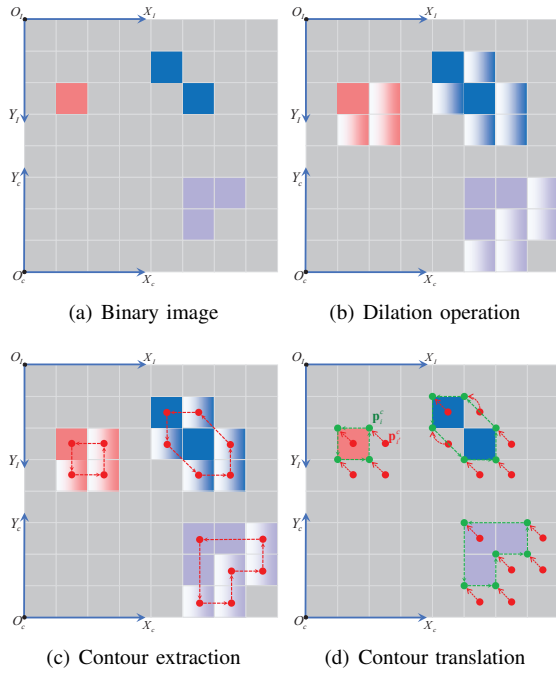 O_I X_I
Y_I
Y_c
O_c X_c
(a) Binary image
O_I X_I
Y_I
Y_c
O_c X_c
(b) Dilation operation
O_I X_I
Y_I
Y_c
O_c X_c
(c) Contour extraction
O_I X_I
p_i^c
p_{i'}^c
Y_I
Y_c
O_c X_c
(d) Contour translation